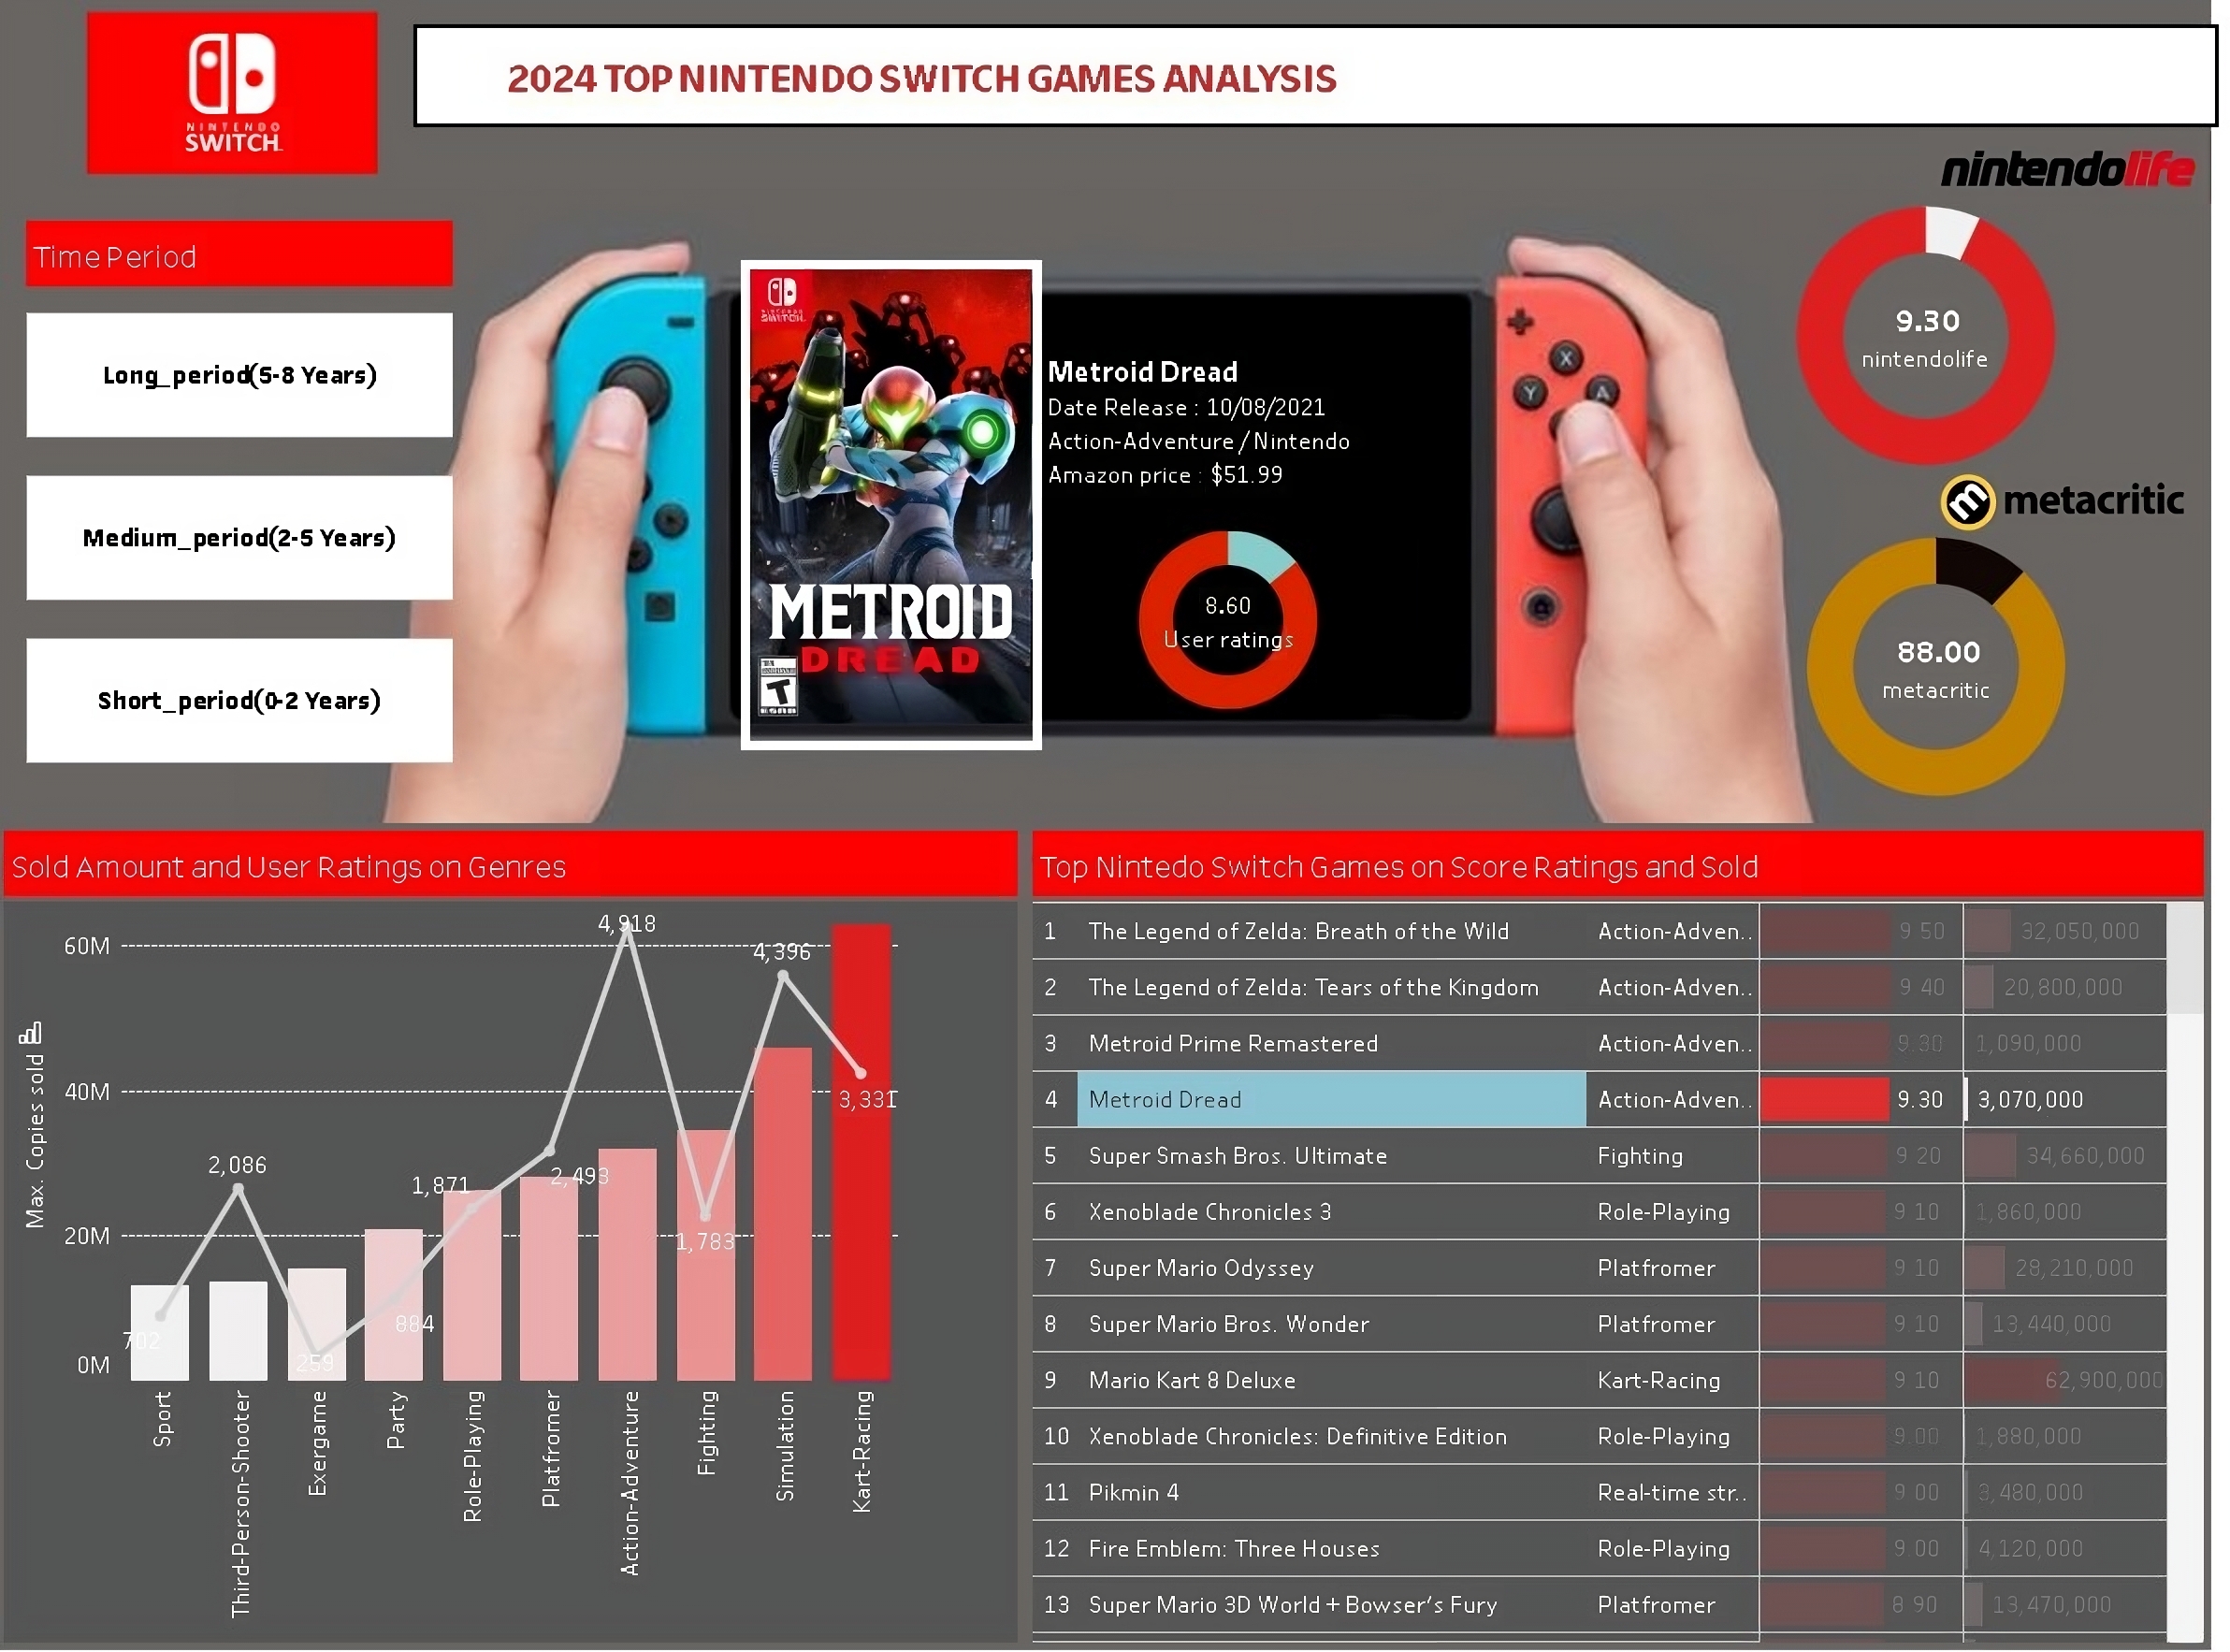 NINTENDO
SWITCH
2024 TOP NINTENDO SWITCH GAMES ANALYSIS
nintendolife
Time Period
Long_period(5-8 Years)
Medium_period(2-5 Years)
Short_period(0-2 Years)
NINTENDO
SWITCH
METROID
DREAD
T
Metroid Dread
Date Release : 10/08/2021
Action-Adventure / Nintendo
Amazon price : $51.99
8.60
User ratings
X
Y
A
9.30
nintendolife
m metacritic
88.00
metacritic
Sold Amount and User Ratings on Genres
Max. Copies sold
60M
40M
20M
0M
702
2,086
259
884
1,871
2,493
4,918
1,783
4,396
3,331
Sport
Third-Person-Shooter
Exergame
Party
Role-Playing
Platfromer
Action-Adventure
Fighting
Simulation
Kart-Racing
Top Nintedo Switch Games on Score Ratings and Sold
1 The Legend of Zelda: Breath of the Wild Action-Adven.. 9.50 32,050,000
2 The Legend of Zelda: Tears of the Kingdom Action-Adven.. 9.40 20,800,000
3 Metroid Prime Remastered Action-Adven.. 9.30 1,090,000
4 Metroid Dread Action-Adven.. 9.30 3,070,000
5 Super Smash Bros. Ultimate Fighting 9.20 34,660,000
6 Xenoblade Chronicles 3 Role-Playing 9.10 1,860,000
7 Super Mario Odyssey Platfromer 9.10 28,210,000
8 Super Mario Bros. Wonder Platfromer 9.10 13,440,000
9 Mario Kart 8 Deluxe Kart-Racing 9.10 62,900,000
10 Xenoblade Chronicles: Definitive Edition Role-Playing 9.00 1,880,000
11 Pikmin 4 Real-time str.. 9.00 3,480,000
12 Fire Emblem: Three Houses Role-Playing 9.00 4,120,000
13 Super Mario 3D World + Bowser's Fury Platfromer 8.90 13,470,000